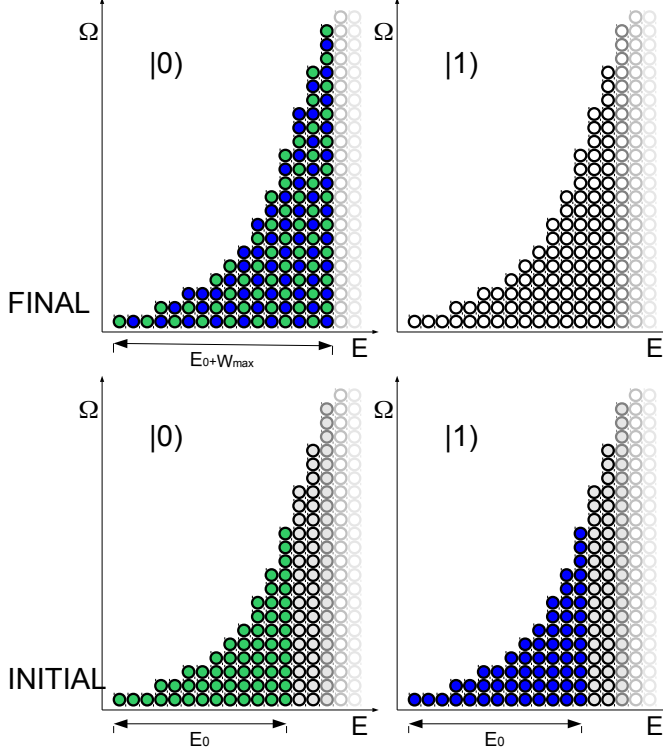 Ω
|0)
Ω
|1)
FINAL
E
E
E₀+Wmax
Ω
|0)
Ω
|1)
INITIAL
E
E
E₀
E₀